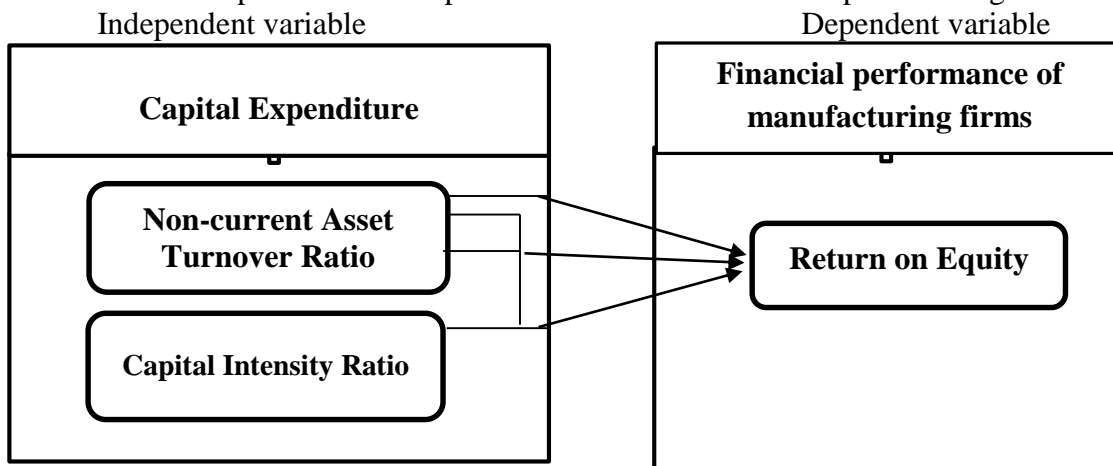 Independent variable
Dependent variable
Capital Expenditure
Financial performance of
manufacturing firms
Non-current Asset
Turnover Ratio
Return on Equity
Capital Intensity Ratio